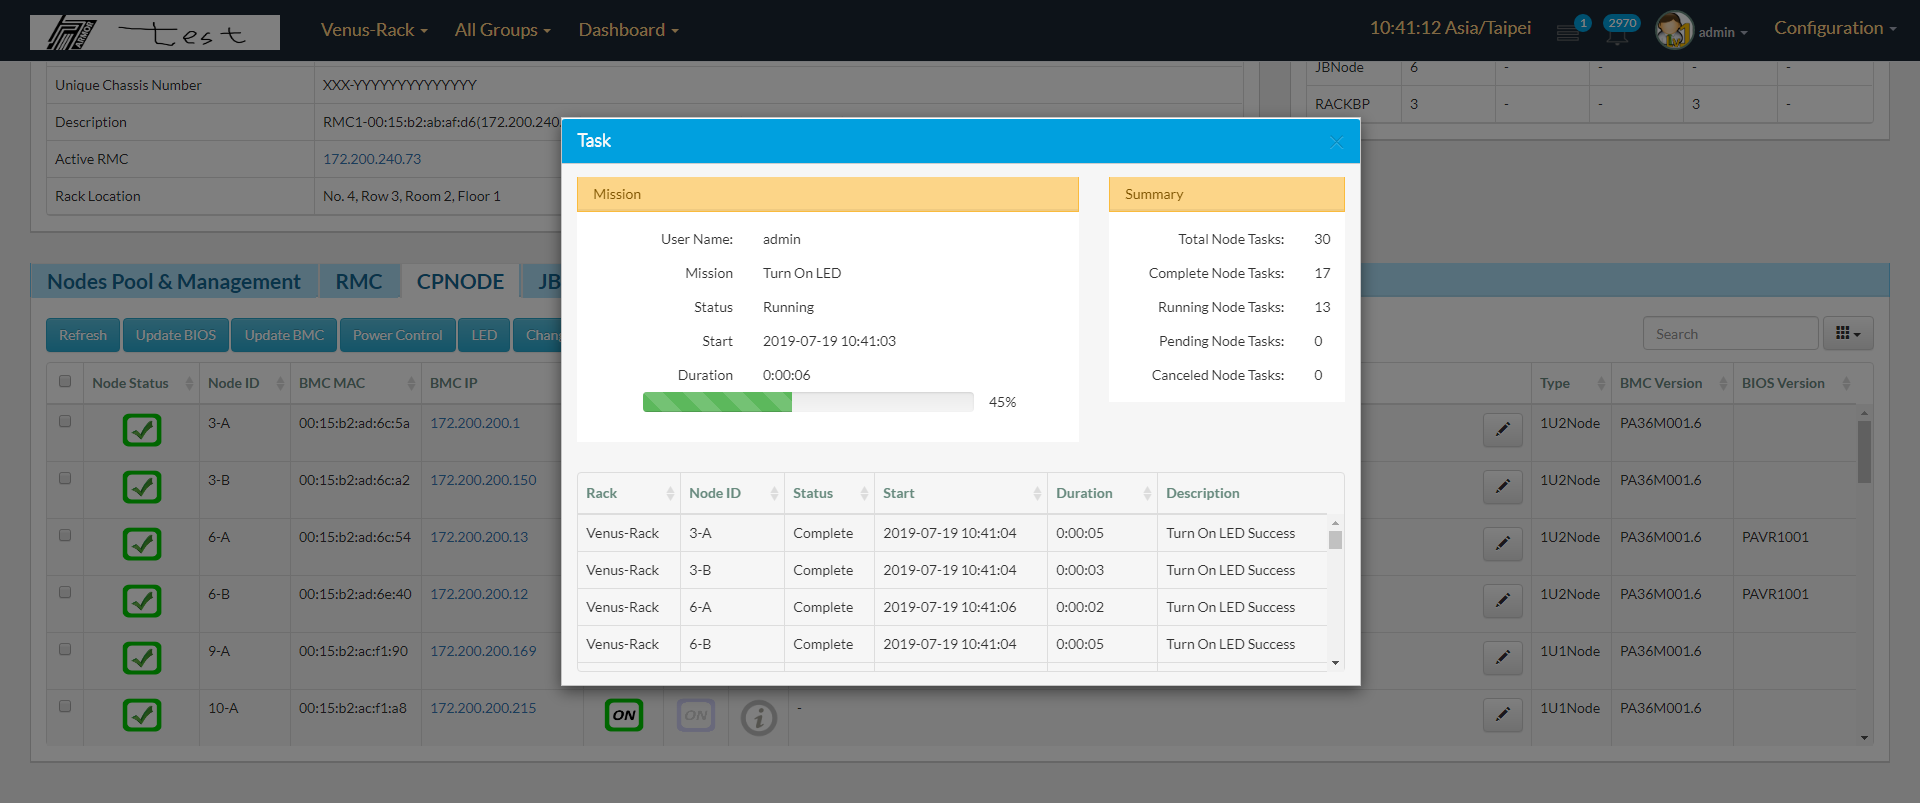 ARMOR test Venus-Rack All Groups Dashboard 10:41:12 Asia/Taipei 1 2970 admin Configuration
Unique Chassis Number XXX-YYYYYYYYYYYYYY
Description RMC1-00:15:b2:ab:af:d6(172.200.240.
Active RMC 172.200.240.73
Rack Location No. 4, Row 3, Room 2, Floor 1
JBNode 6 - - - -
RACKBP 3 - - 3 -
Task
Mission
User Name: admin
Mission Turn On LED
Status Running
Start 2019-07-19 10:41:03
Duration 0:00:06
45%
Summary
Total Node Tasks: 30
Complete Node Tasks: 17
Running Node Tasks: 13
Pending Node Tasks: 0
Canceled Node Tasks: 0
Rack Node ID Status Start Duration Description
Venus-Rack 3-A Complete 2019-07-19 10:41:04 0:00:05 Turn On LED Success
Venus-Rack 3-B Complete 2019-07-19 10:41:04 0:00:03 Turn On LED Success
Venus-Rack 6-A Complete 2019-07-19 10:41:06 0:00:02 Turn On LED Success
Venus-Rack 6-B Complete 2019-07-19 10:41:04 0:00:05 Turn On LED Success
Nodes Pool & Management RMC CPNODE JB
Refresh Update BIOS Update BMC Power Control LED Chan
Search
Node Status Node ID BMC MAC BMC IP Type BMC Version BIOS Version
3-A 00:15:b2:ad:6c:5a 172.200.200.1 1U2Node PA36M001.6
3-B 00:15:b2:ad:6c:a2 172.200.200.150 1U2Node PA36M001.6
6-A 00:15:b2:ad:6c:54 172.200.200.13 1U2Node PA36M001.6 PAVR1001
6-B 00:15:b2:ad:6e:40 172.200.200.12 1U2Node PA36M001.6 PAVR1001
9-A 00:15:b2:ac:f1:90 172.200.200.169 1U1Node PA36M001.6
10-A 00:15:b2:ac:f1:a8 172.200.200.215 ON ON - 1U1Node PA36M001.6